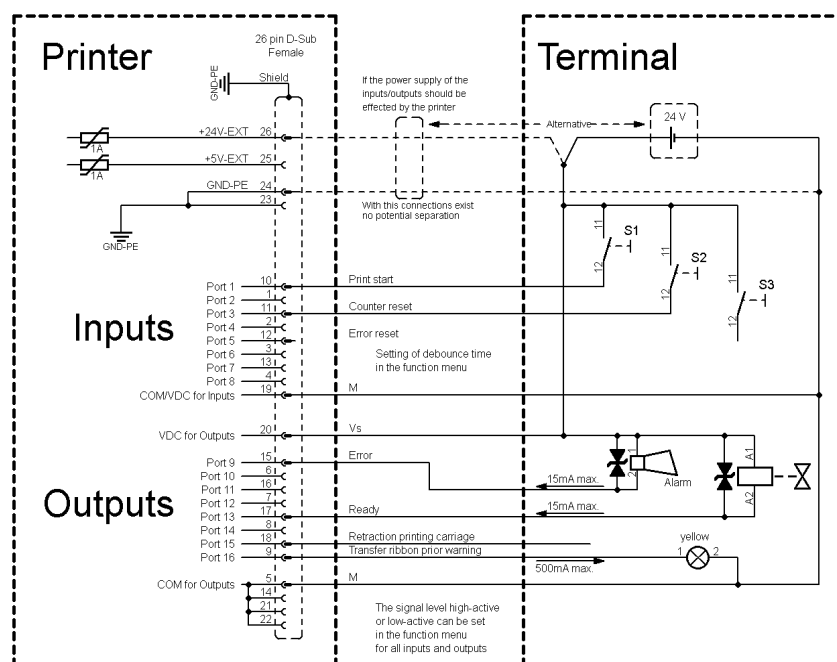 Printer
26 pin D-Sub
Female
Terminal
Shield
GND-PE
If the power supply of the
inputs/outputs should be
effected by the printer
Alternative
24 V
+24V-EXT 26
1A
+5V-EXT 25
1A
GND-PE 24
23
GND-PE
With this connections exist
no potential separation
11
12
S1
11
12
S2
11
12
S3
Inputs
Port 1 10 Print start
Port 2 1
Port 3 11 Counter reset
Port 4 2
Port 5 12 Error reset
Port 6 3
Port 7 13
Port 8 4
Setting of debounce time
in the function menu
COM/VDC for Inputs 19 M
VDC for Outputs 20 Vs
Outputs
Port 9 15 Error
Port 10 6
Port 11 16
Port 12 7
Port 13 17 Ready
Port 14 8
Port 15 18 Retraction printing carriage
Port 16 9 Transfer ribbon prior warning
15mA max.
15mA max.
500mA max.
1
2
Alarm
A1
A2
yellow
1 2
COM for Outputs 5 M
14
21
22
The signal level high-active
or low-active can be set
in the function menu
for all inputs and outputs